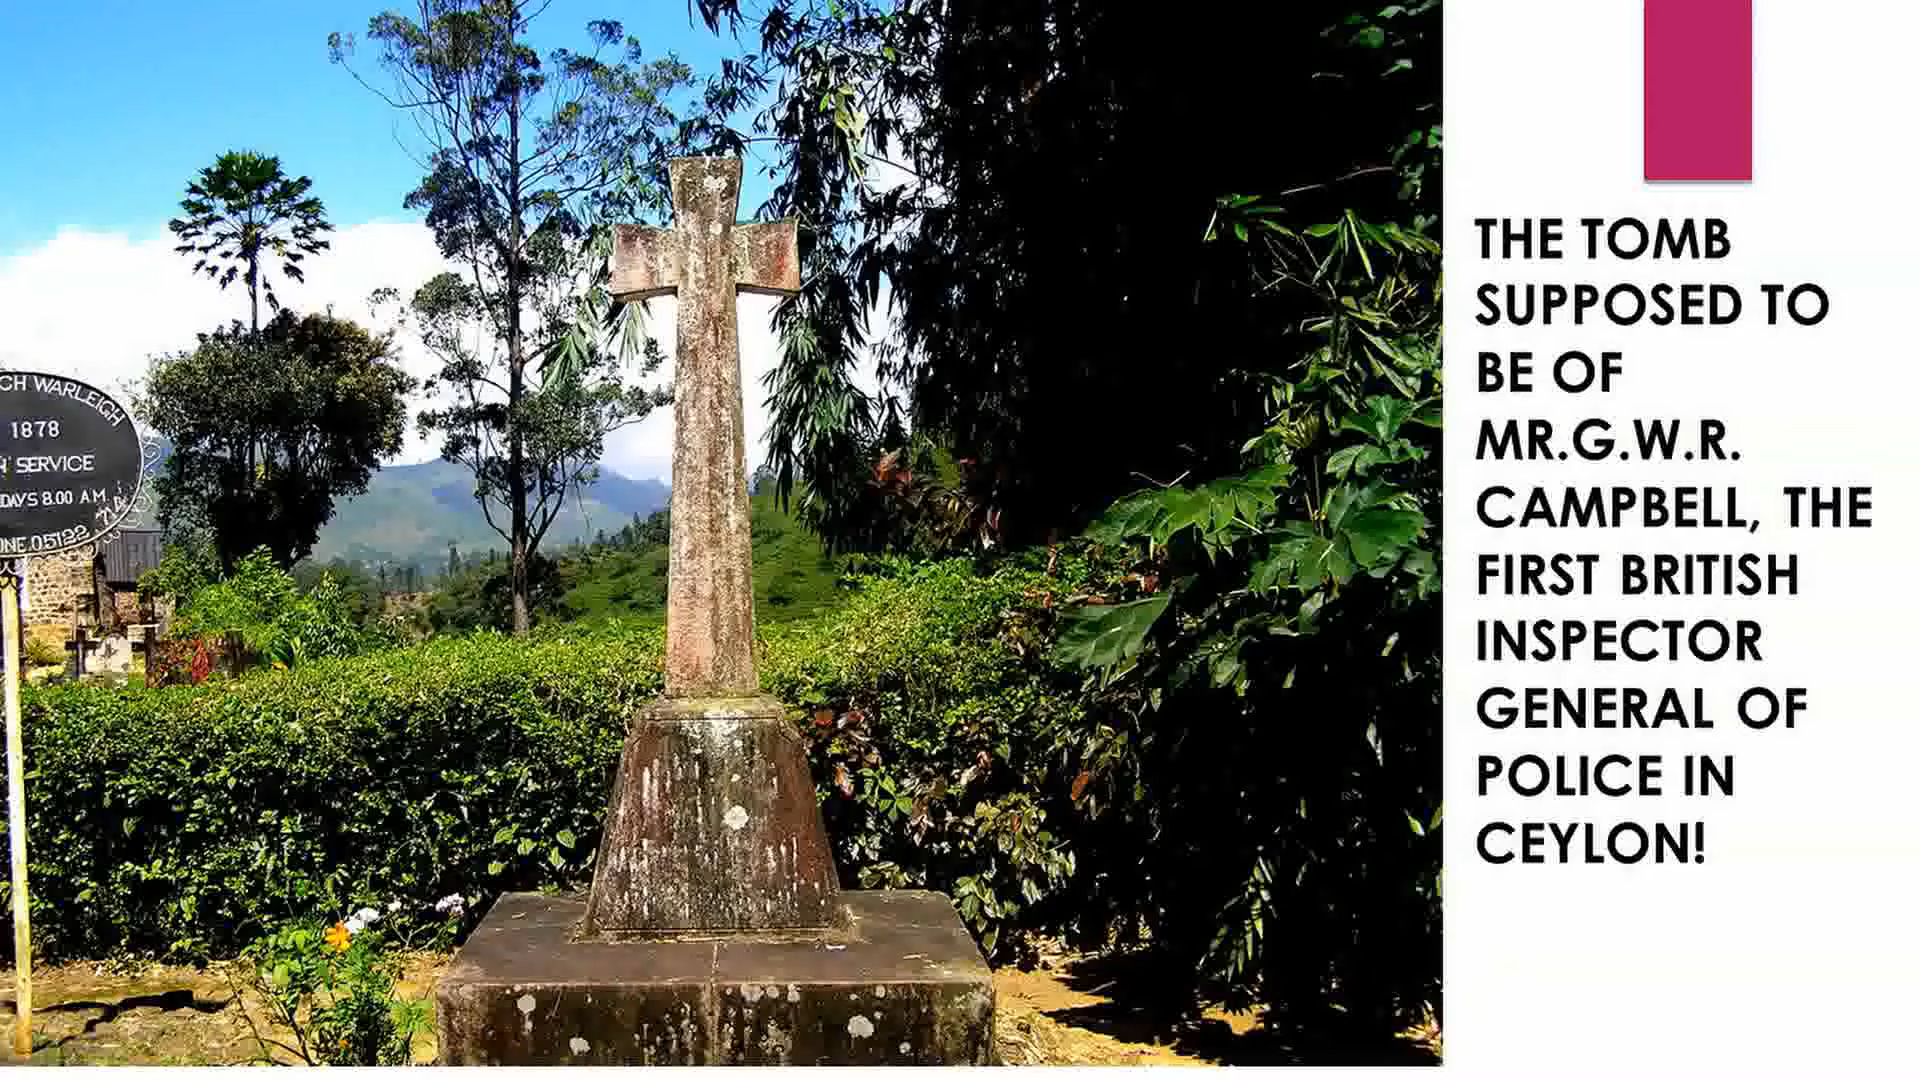 CH WARLEIGH
1878
SERVICE
DAYS 8.00 A.M
ONE.05122
THE TOMB
SUPPOSED TO
BE OF
MR.G.W.R.
CAMPBELL, THE
FIRST BRITISH
INSPECTOR
GENERAL OF
POLICE IN
CEYLON!